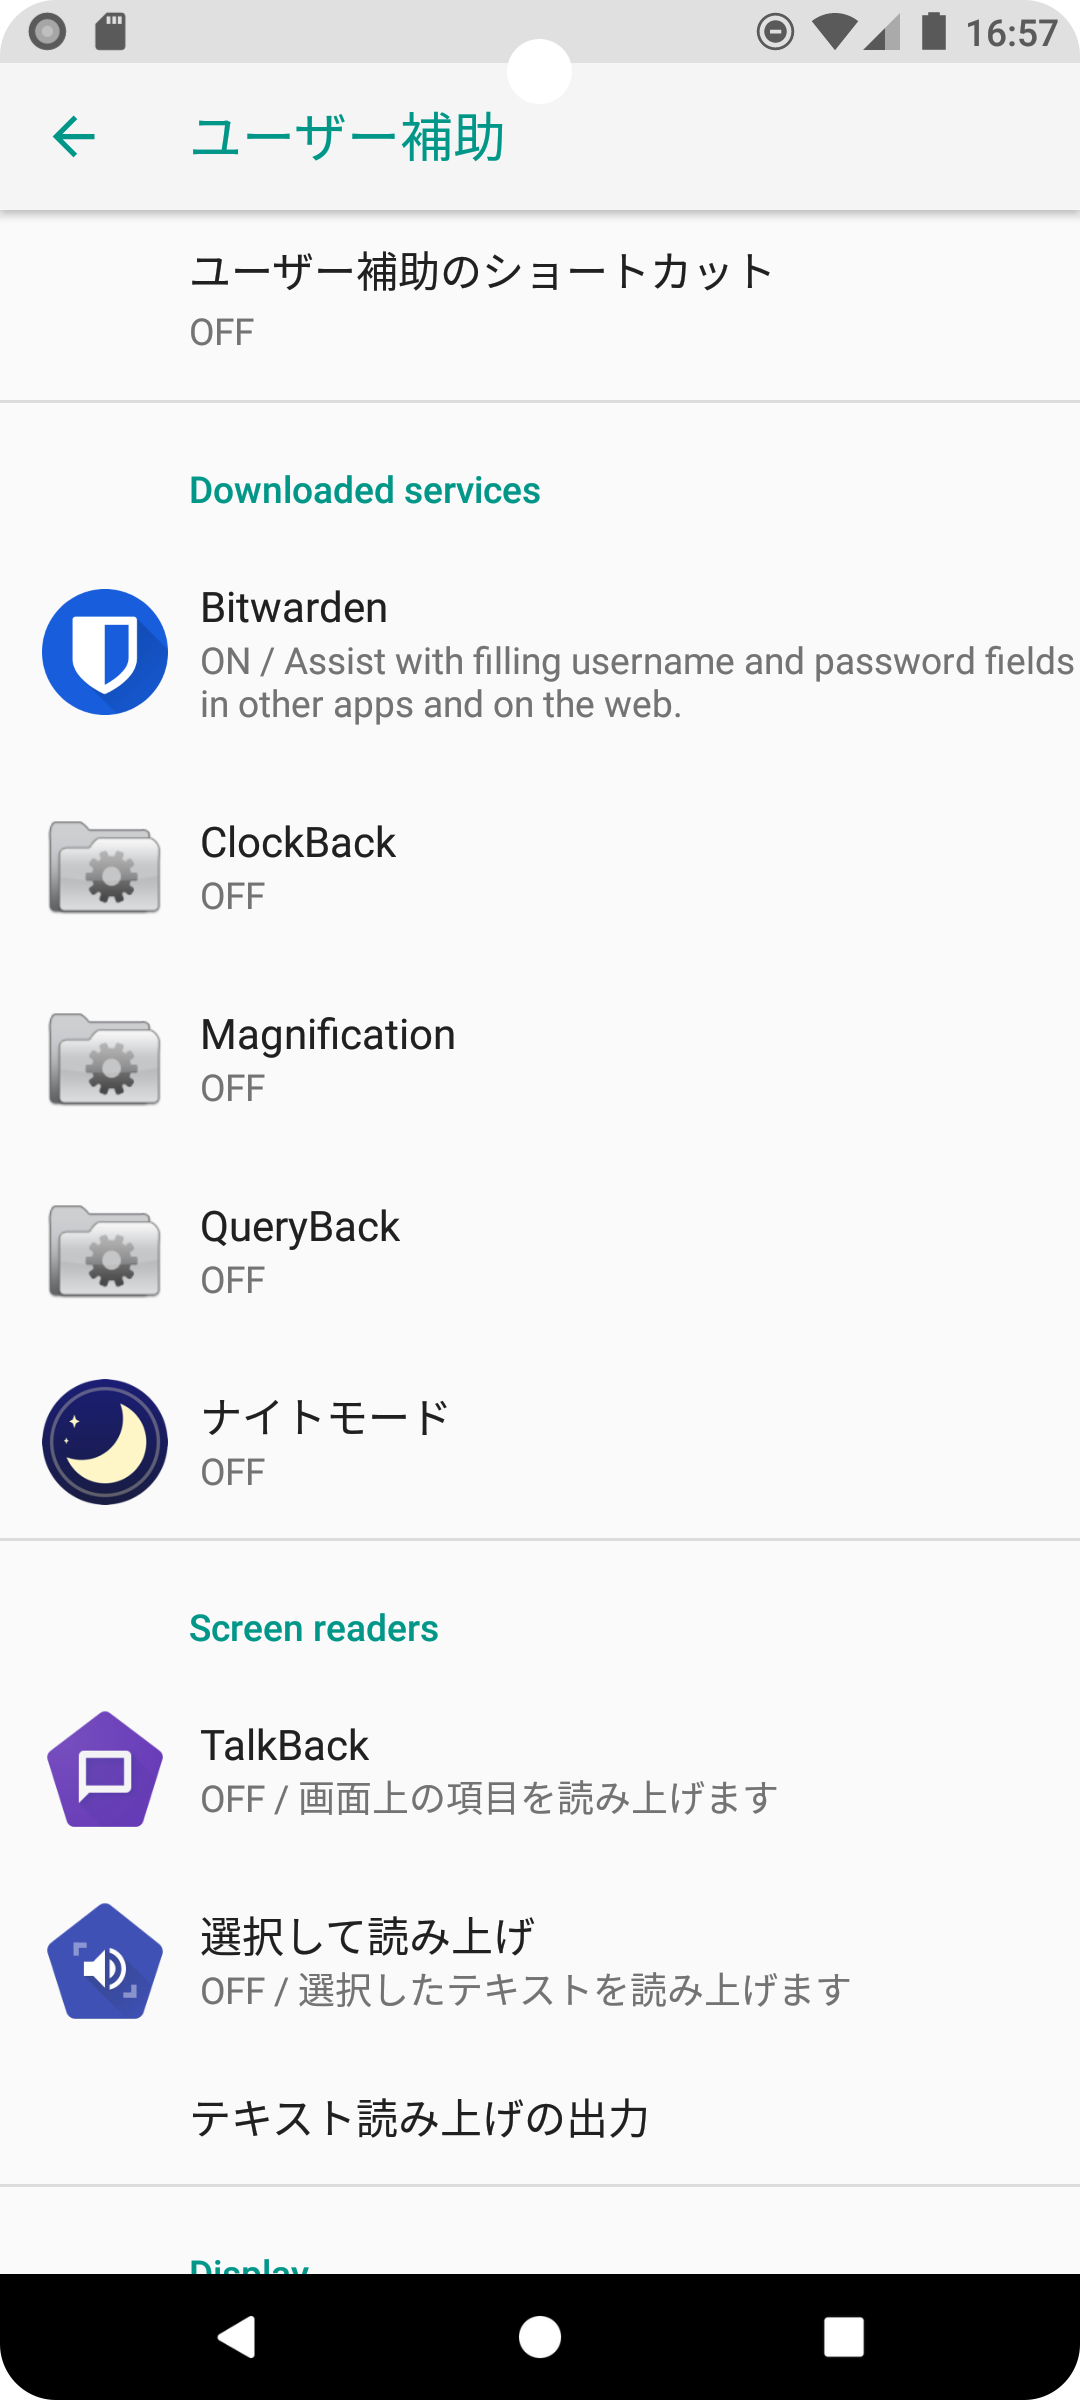 16:57
ユーザー補助
ユーザー補助のショートカット
OFF
Downloaded services
Bitwarden
ON / Assist with filling username and password fields
in other apps and on the web.
ClockBack
OFF
Magnification
OFF
QueryBack
OFF
ナイトモード
OFF
Screen readers
TalkBack
OFF / 画面上の項目を読み上げます
選択して読み上げ
OFF / 選択したテキストを読み上げます
テキスト読み上げの出力
Display